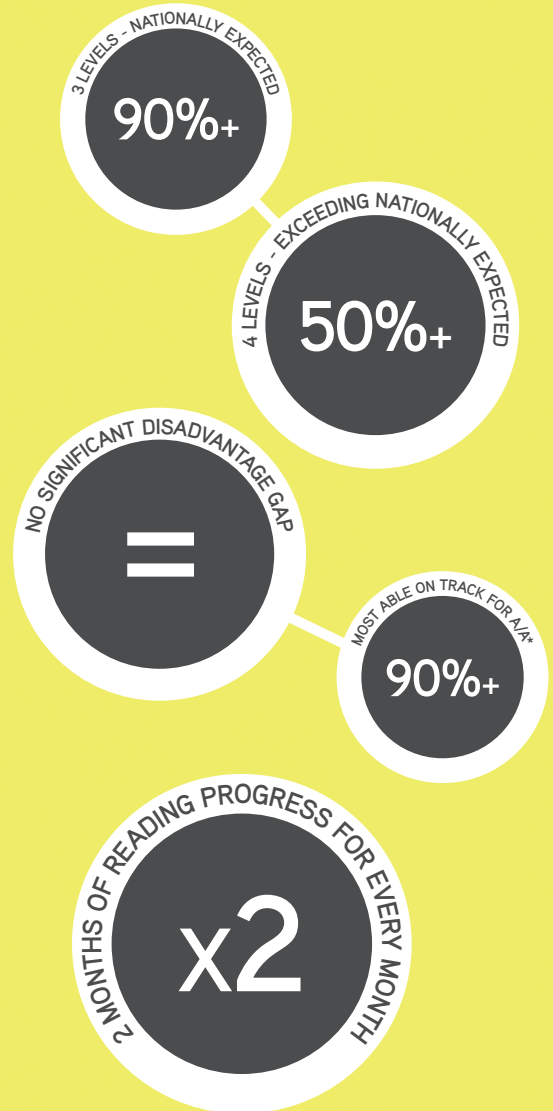 3 LEVELS - NATIONALLY EXPECTED
90%+
4 LEVELS - EXCEEDING NATIONALLY EXPECTED
50%+
NO SIGNIFICANT DISADVANTAGE GAP
=
MOST ABLE ON TRACK FOR A/A*
90%+
2 MONTHS OF READING PROGRESS FOR EVERY MONTH
x2